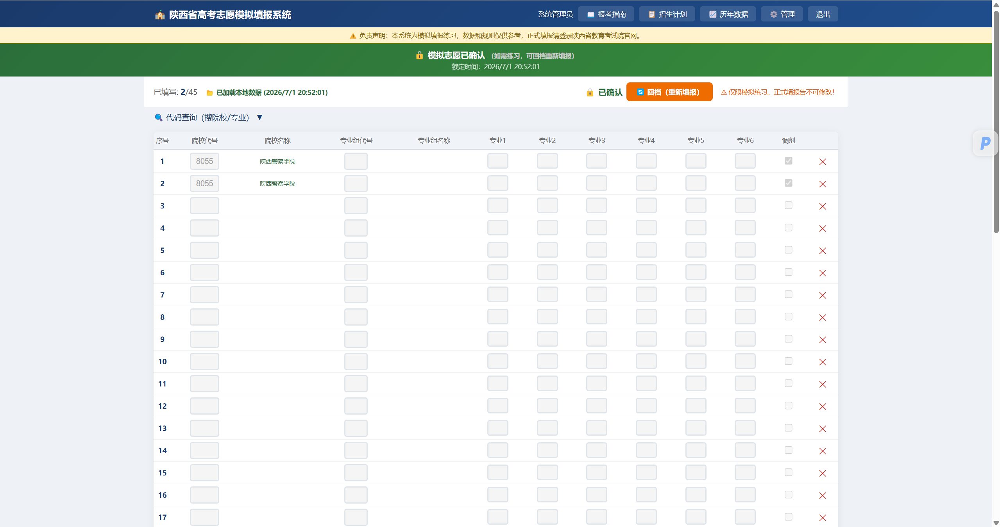 陕西省高考志愿模拟填报系统 系统管理员 报考指南 招生计划 历年数据 管理 退出
免责声明：本系统为模拟填报练习，数据和规则仅供参考，正式填报请登录陕西省教育考试院官网。
模拟志愿已确认 （如需练习，可回档重新填报）
锁定时间：2026/7/1 20:52:01
已填写: 2/45 已加载本地数据 (2026/7/1 20:52:01) 已确认 回档（重新填报） 仅限模拟练习。正式填报告不可修改！
代码查询（搜院校/专业） ▼
序号 院校代号 院校名称 专业组代号 专业组名称 专业1 专业2 专业3 专业4 专业5 专业6 调剂
1 8055 陕西警察学院
2 8055 陕西警察学院
3
4
5
6
7
8
9
10
11
12
13
14
15
16
17
P